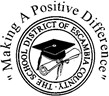 "Making A Positive Difference"
THE SCHOOL DISTRICT OF ESCAMBIA COUNTY